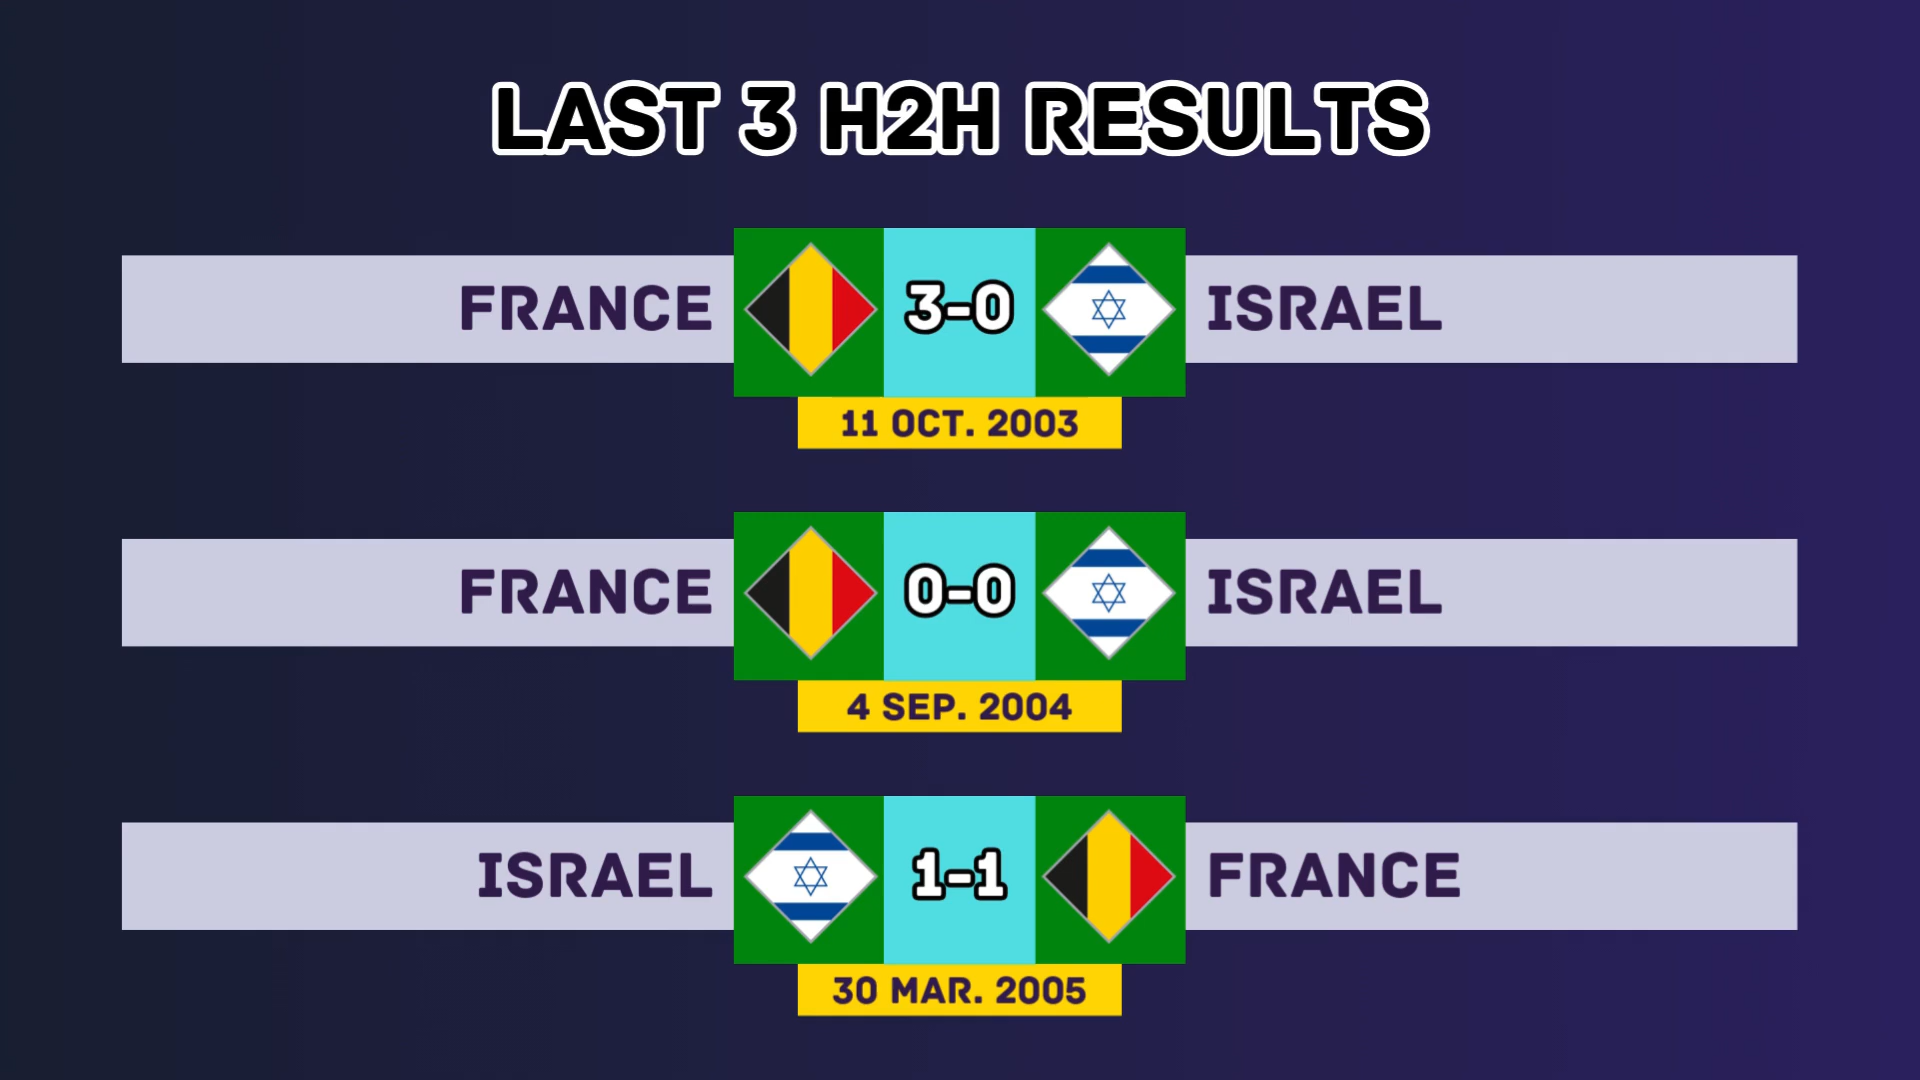 LAST 3 H2H RESULTS
FRANCE 3-0 ISRAEL
11 OCT. 2003
FRANCE 0-0 ISRAEL
4 SEP. 2004
ISRAEL 1-1 FRANCE
30 MAR. 2005